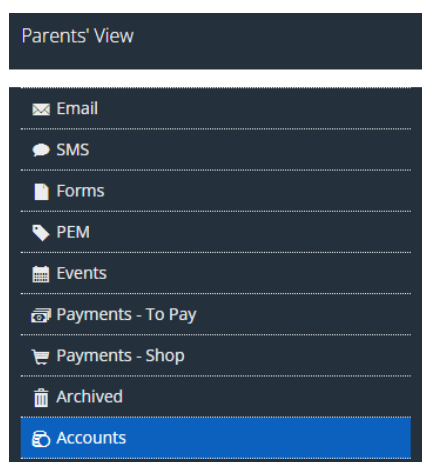 Parents' View
Email
SMS
Forms
PEM
Events
Payments - To Pay
Payments - Shop
Archived
Accounts